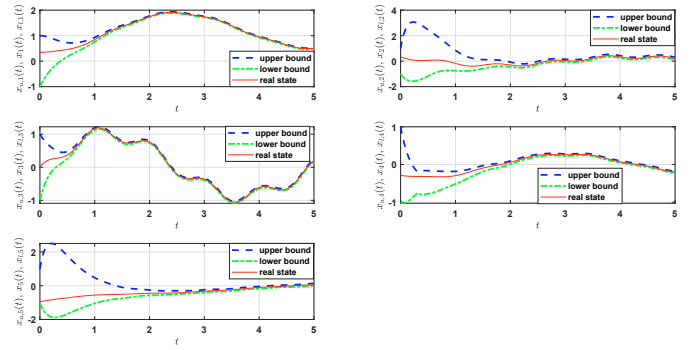 x_{u,1}(t), x_1(t), x_{l,1}(t)
2
1
0
-1
upper bound
lower bound
real state
0 1 2 3 4 5
t
x_{u,2}(t), x_2(t), x_{l,2}(t)
4
2
0
-2
upper bound
lower bound
real state
0 1 2 3 4 5
t
x_{u,3}(t), x_3(t), x_{l,3}(t)
1
0
-1
upper bound
lower bound
real state
0 1 2 3 4 5
t
x_{u,4}(t), x_4(t), x_{l,4}(t)
1
0
-1
upper bound
lower bound
real state
0 1 2 3 4 5
t
x_{u,5}(t), x_5(t), x_{l,5}(t)
2
0
-2
upper bound
lower bound
real state
0 1 2 3 4 5
t